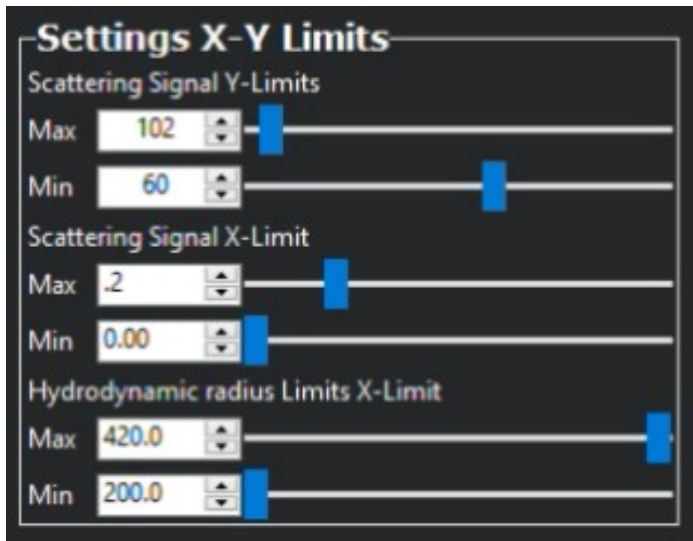 Settings X-Y Limits
Scattering Signal Y-Limits
Max 102
Min 60
Scattering Signal X-Limit
Max .2
Min 0.00
Hydrodynamic radius Limits X-Limit
Max 420.0
Min 200.0